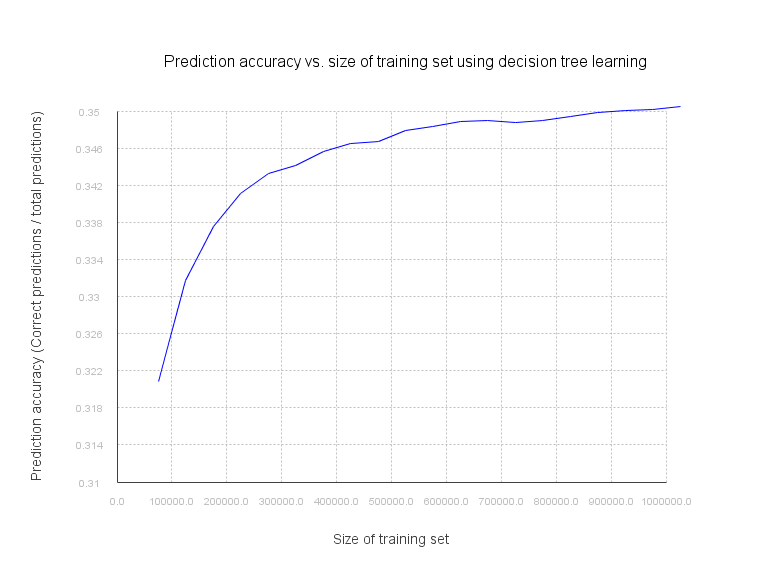 Prediction accuracy vs. size of training set using decision tree learning
Prediction accuracy (Correct predictions / total predictions)
0.35
0.346
0.342
0.338
0.334
0.33
0.326
0.322
0.318
0.314
0.31
0.0 100000.0 200000.0 300000.0 400000.0 500000.0 600000.0 700000.0 800000.0 900000.0 1000000.0
Size of training set